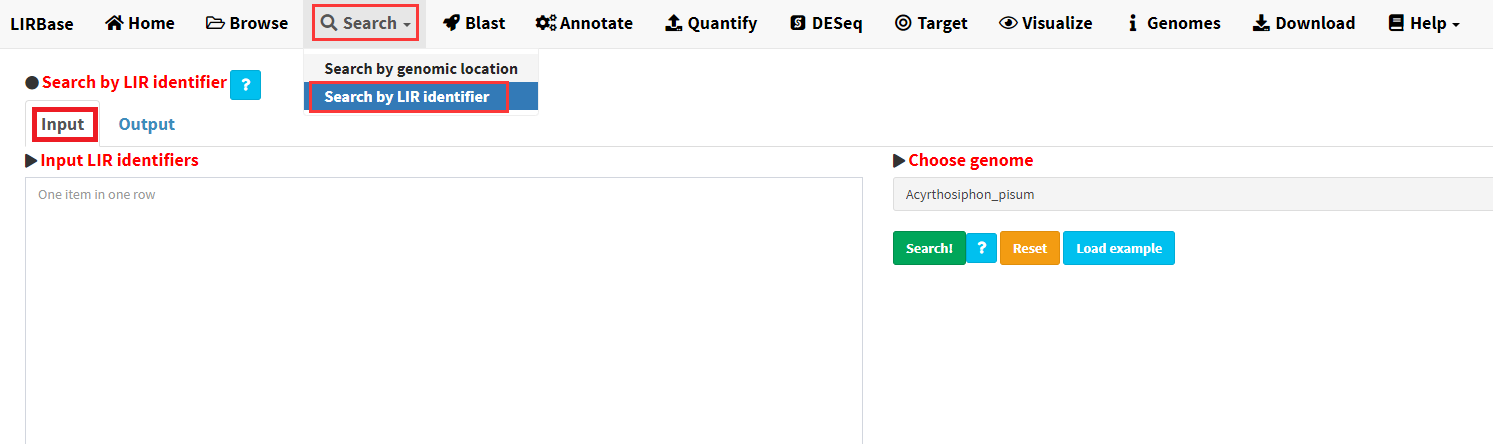 LIRBase Home Browse Search Blast Annotate Quantify DESeq Target Visualize Genomes Download Help
Search by genomic location
Search by LIR identifier
Search by LIR identifier ?
Input Output
Input LIR identifiers
One item in one row
Choose genome
Acyrthosiphon_pisum
Search! ? Reset Load example